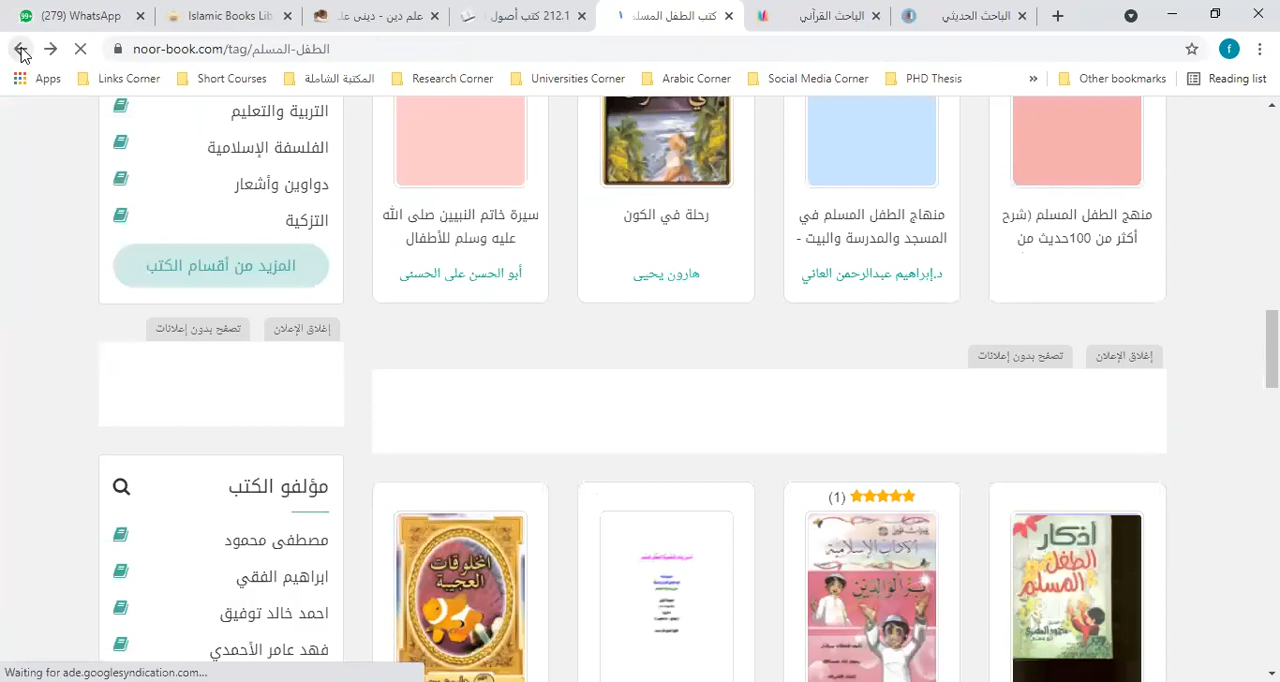 (279) WhatsApp
Islamic Books Lib
علم دين - دينى عل
212.1 كتب أصول
كتب الطفل المسلم
الباحث القرآني
الباحث الحديثي
noor-book.com/tag/الطفل-المسلم
f
Apps
Links Corner
Short Courses
المكتبة الشاملة
Research Corner
Universities Corner
Arabic Corner
Social Media Corner
PHD Thesis
»
Other bookmarks
Reading list
التربية والتعليم
الفلسفة الإسلامية
دواوين وأشعار
التزكية
المزيد من أقسام الكتب
منهج الطفل المسلم (شرح
أكثر من 100حديث من
منهاج الطفل المسلم في
المسجد والمدرسة والبيت -
د.إبراهيم عبدالرحمن العاني
رحلة في الكون
هارون يحيى
سيرة خاتم النبيين صلى الله
عليه وسلم للأطفال
أبو الحسن على الحسنى
إغلاق الإعلان
تصفح بدون إعلانات
إغلاق الإعلان
تصفح بدون إعلانات
مؤلفو الكتب
مصطفى محمود
ابراهيم الفقي
احمد خالد توفيق
فهد عامر الأحمدي
(1)
أذكار
الطفل
المسلم
الآداب الإسلامية
بر الوالدين
المخلوقات
العجيبة
Waiting for ade.googlesyndication.com...